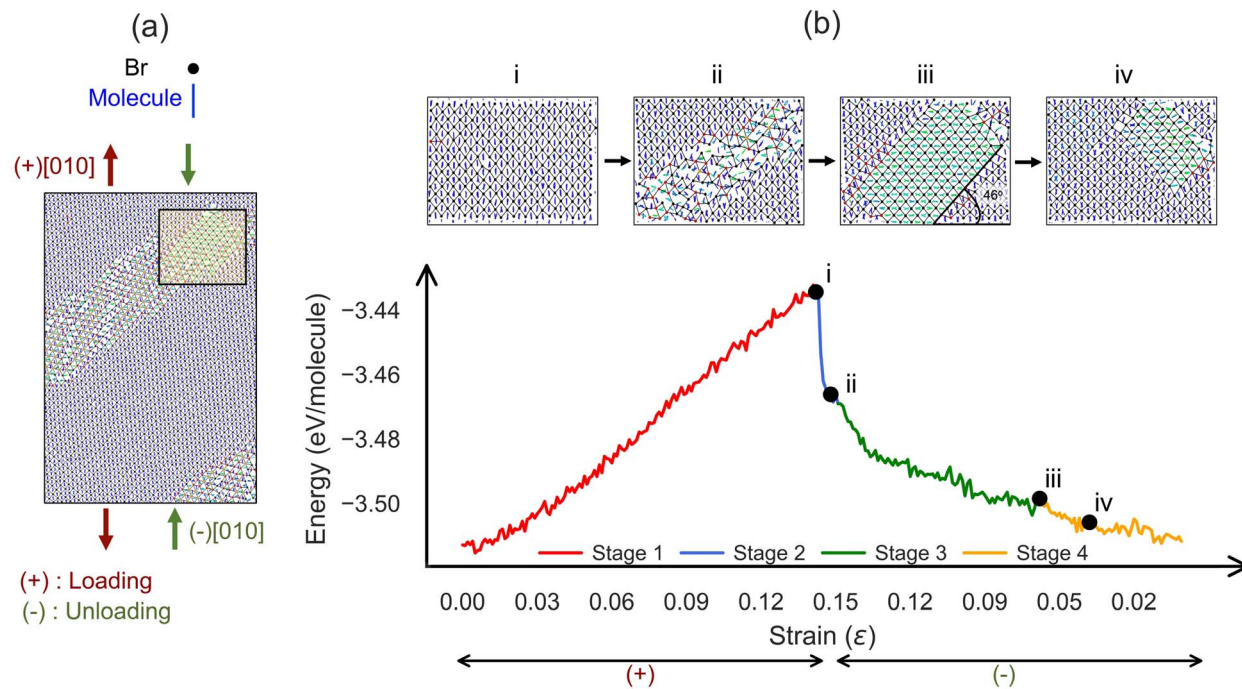 (a)
Br
Molecule
(+)[010]
(-)[010]
(+) : Loading
(-) : Unloading
(b)
i
ii
iii
iv
46°
Energy (eV/molecule)
−3.44
−3.46
−3.48
−3.50
i
ii
iii
iv
Stage 1
Stage 2
Stage 3
Stage 4
0.00 0.03 0.06 0.09 0.12 0.15 0.12 0.09 0.05 0.02
Strain (ε)
(+)
(-)